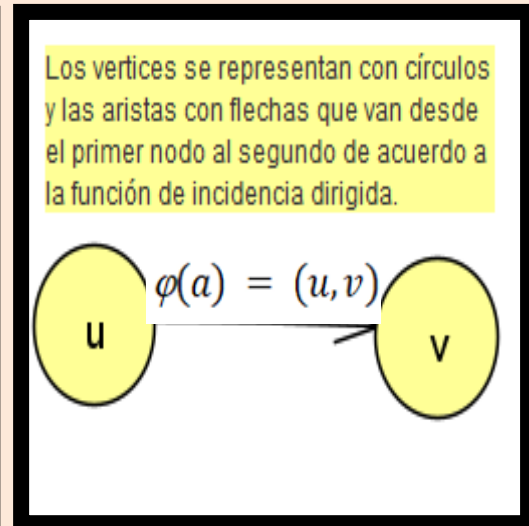 Los vertices se representan con círculos
y las aristas con flechas que van desde
el primer nodo al segundo de acuerdo a
la función de incidencia dirigida.
φ(a) = (u,v)
u
v